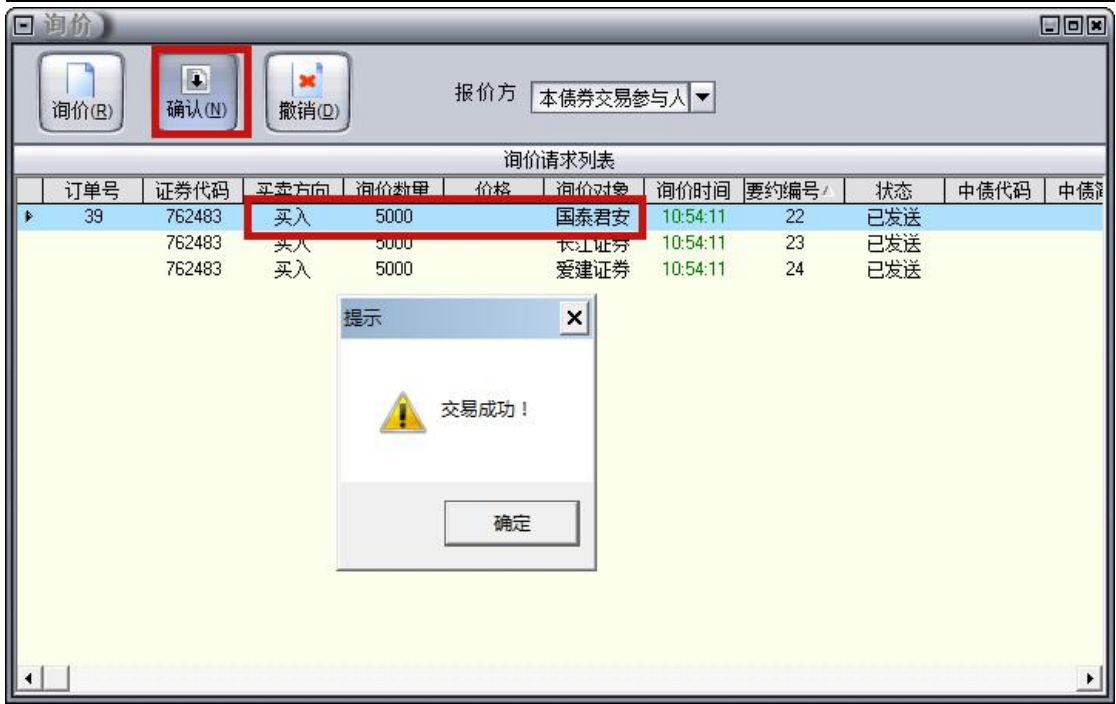 询价
询价(R) 确认(N) 撤销(D) 报价方 本债券交易参与人
询价请求列表
订单号 证券代码 买卖方向 询价数量 价格 询价对象 询价时间 要约编号 状态 中债代码 中债简
39 762483 买入 5000 国泰君安 10:54:11 22 已发送
762483 买入 5000 长江证券 10:54:11 23 已发送
762483 买入 5000 爱建证券 10:54:11 24 已发送
提示
交易成功！
确定